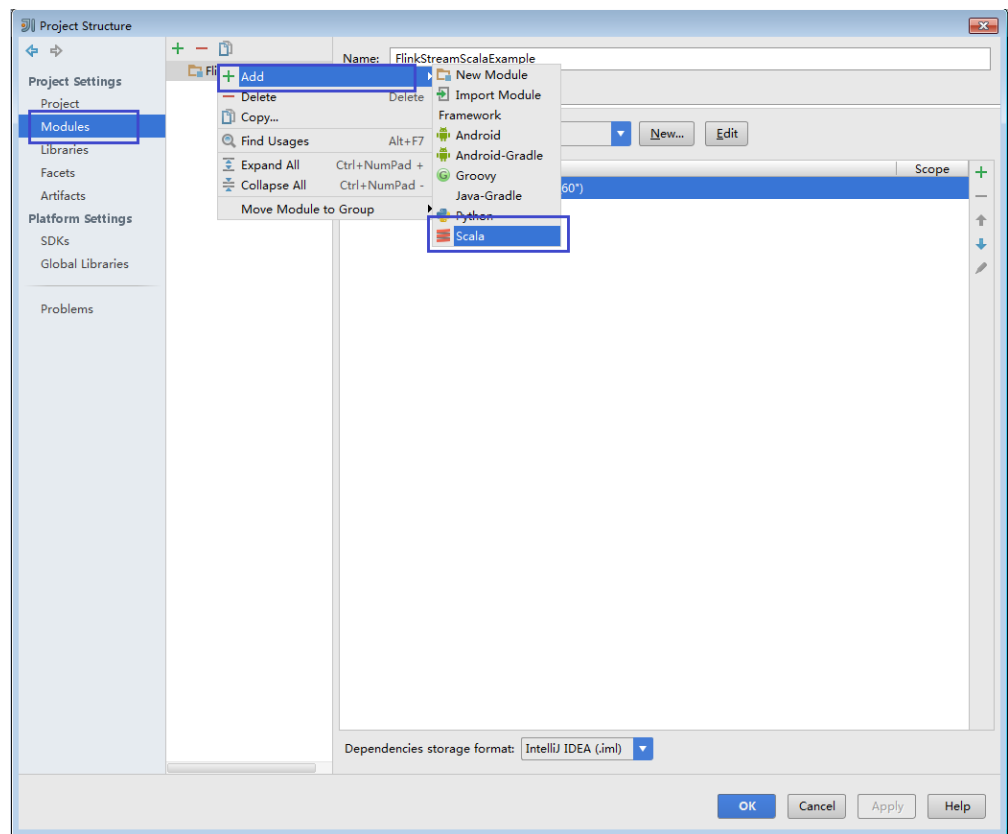 Project Structure
Project Settings
Project
Modules
Libraries
Facets
Artifacts
Platform Settings
SDKs
Global Libraries
Problems
Fli
Add
Delete Delete
Copy...
Find Usages Alt+F7
Expand All Ctrl+NumPad +
Collapse All Ctrl+NumPad -
Move Module to Group
New Module
Import Module
Framework
Android
Android-Gradle
Groovy
Java-Gradle
Python
Scala
Name: FlinkStreamScalaExample
New... Edit
Scope
60")
Dependencies storage format: IntelliJ IDEA (.iml)
OK Cancel Apply Help